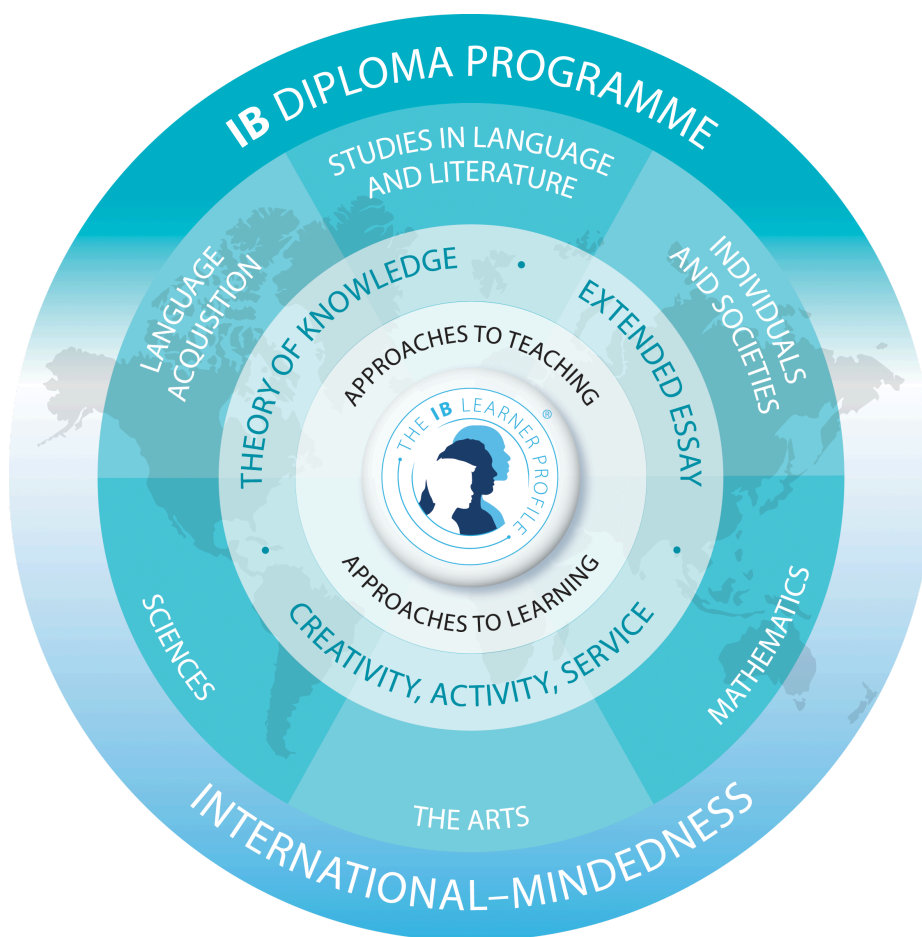 IB DIPLOMA PROGRAMME
STUDIES IN LANGUAGE
AND LITERATURE
LANGUAGE
ACQUISITION
INDIVIDUALS
AND SOCIETIES
THEORY OF KNOWLEDGE
EXTENDED ESSAY
APPROACHES TO TEACHING
THE IB LEARNER PROFILE ®
APPROACHES TO LEARNING
CREATIVITY, ACTIVITY, SERVICE
SCIENCES
MATHEMATICS
THE ARTS
INTERNATIONAL–MINDEDNESS